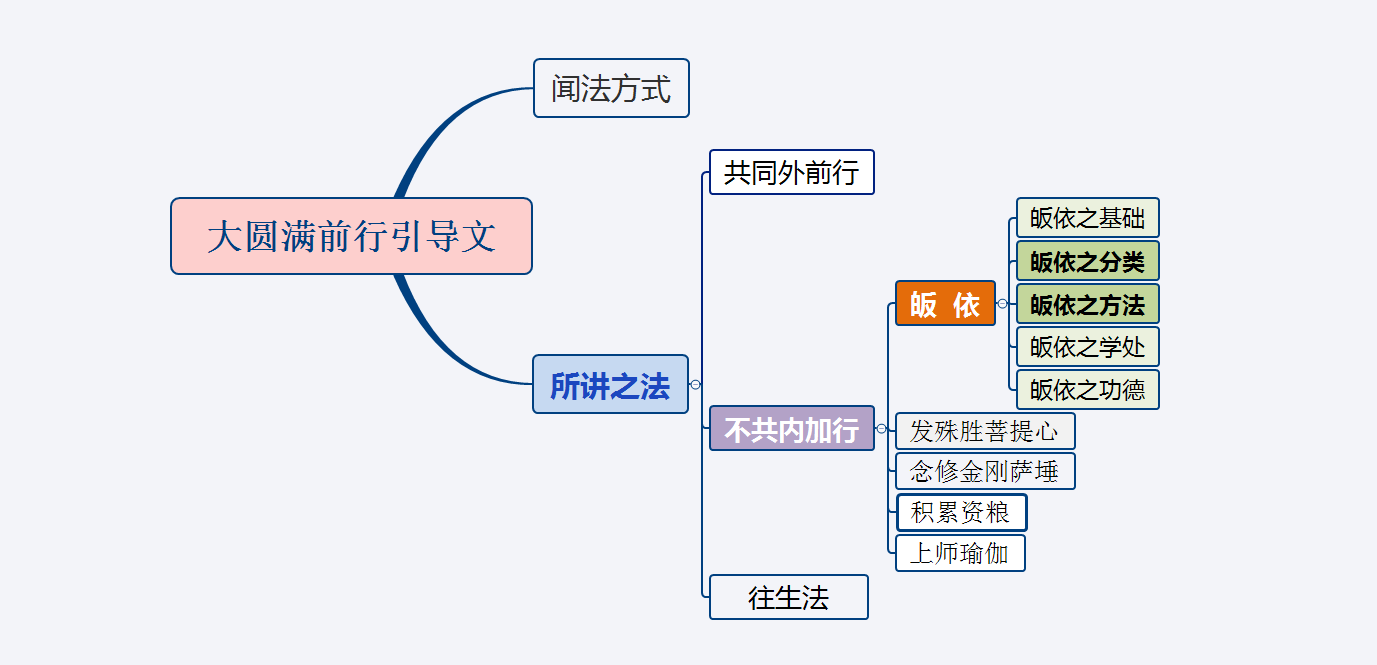 大圆满前行引导文
闻法方式
所讲之法
共同外前行
不共内加行
皈 依
皈依之基础
皈依之分类
皈依之方法
皈依之学处
皈依之功德
发殊胜菩提心
念修金刚萨埵
积累资粮
上师瑜伽
往生法